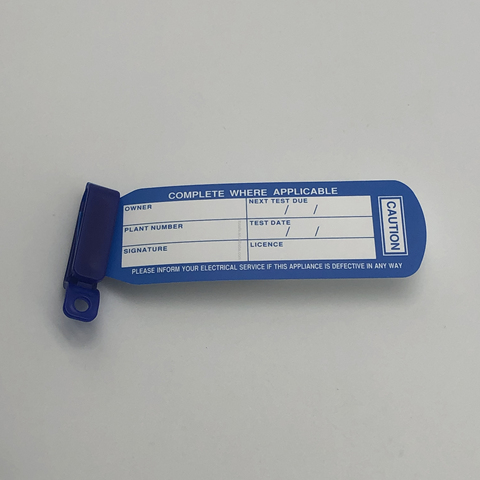 COMPLETE WHERE APPLICABLE
OWNER
NEXT TEST DUE
/ /
PLANT NUMBER
TEST DATE
/ /
SIGNATURE
LICENCE
CAUTION
PLEASE INFORM YOUR ELECTRICAL SERVICE IF THIS APPLIANCE IS DEFECTIVE IN ANY WAY